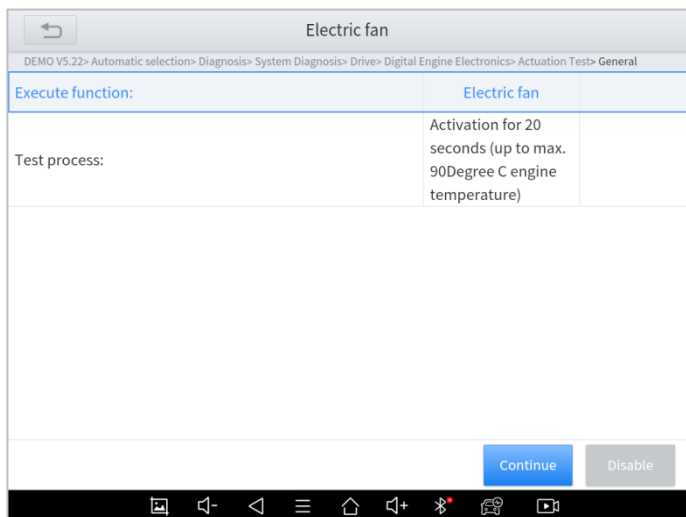 Electric fan
DEMO V5.22> Automatic selection> Diagnosis> System Diagnosis> Drive> Digital Engine Electronics> Actuation Test> General
Execute function:
Electric fan
Test process:
Activation for 20
seconds (up to max.
90Degree C engine
temperature)
Continue
Disable